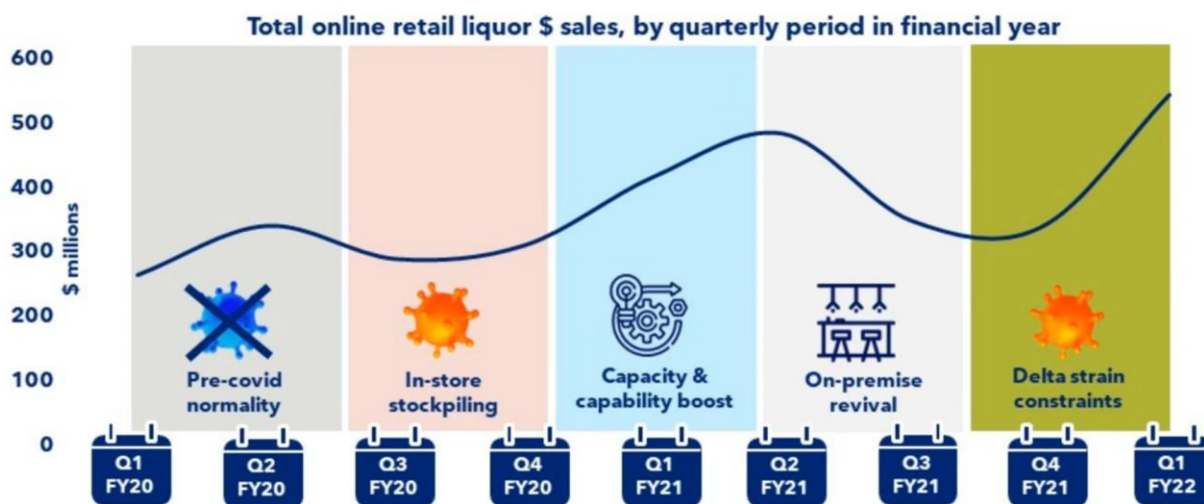 Total online retail liquor $ sales, by quarterly period in financial year
600
500
400
300
200
100
0
$ millions
Pre-covid
normality
In-store
stockpiling
Capacity &
capability boost
On-premise
revival
Delta strain
constraints
Q1
FY20
Q2
FY20
Q3
FY20
Q4
FY20
Q1
FY21
Q2
FY21
Q3
FY21
Q4
FY21
Q1
FY22